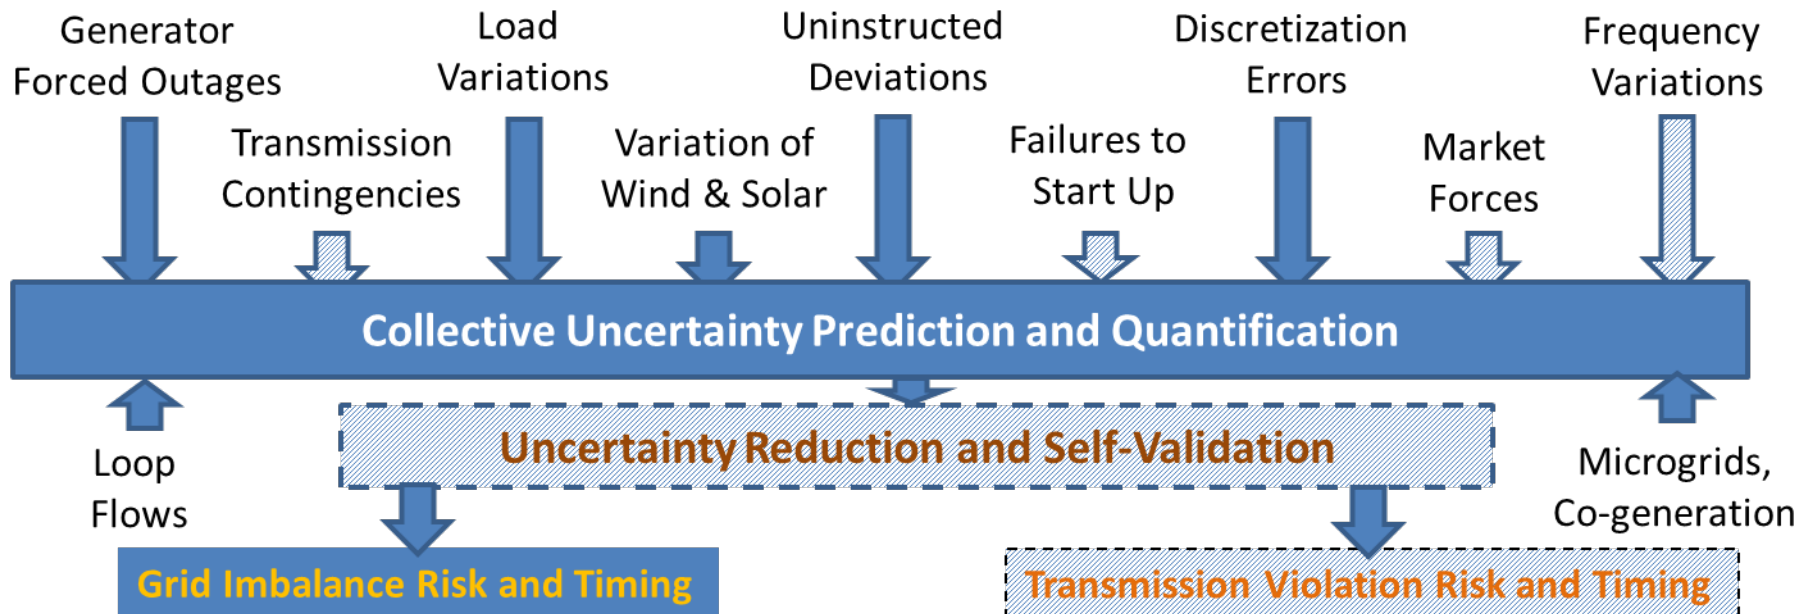 Generator
Forced Outages
Transmission
Contingencies
Load
Variations
Variation of
Wind & Solar
Uninstructed
Deviations
Failures to
Start Up
Discretization
Errors
Market
Forces
Frequency
Variations
Collective Uncertainty Prediction and Quantification
Loop
Flows
Uncertainty Reduction and Self-Validation
Microgrids,
Co-generation
Grid Imbalance Risk and Timing
Transmission Violation Risk and Timing